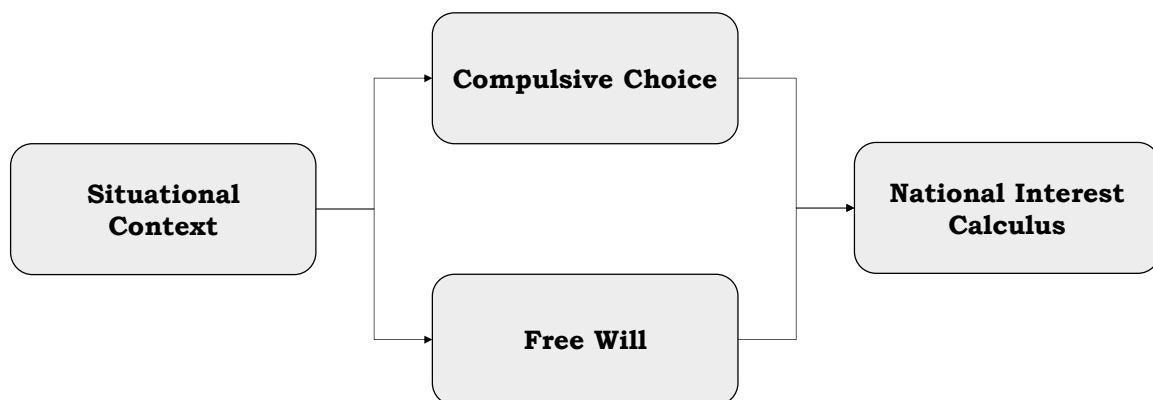 Compulsive Choice
Situational
Context
National Interest
Calculus
Free Will